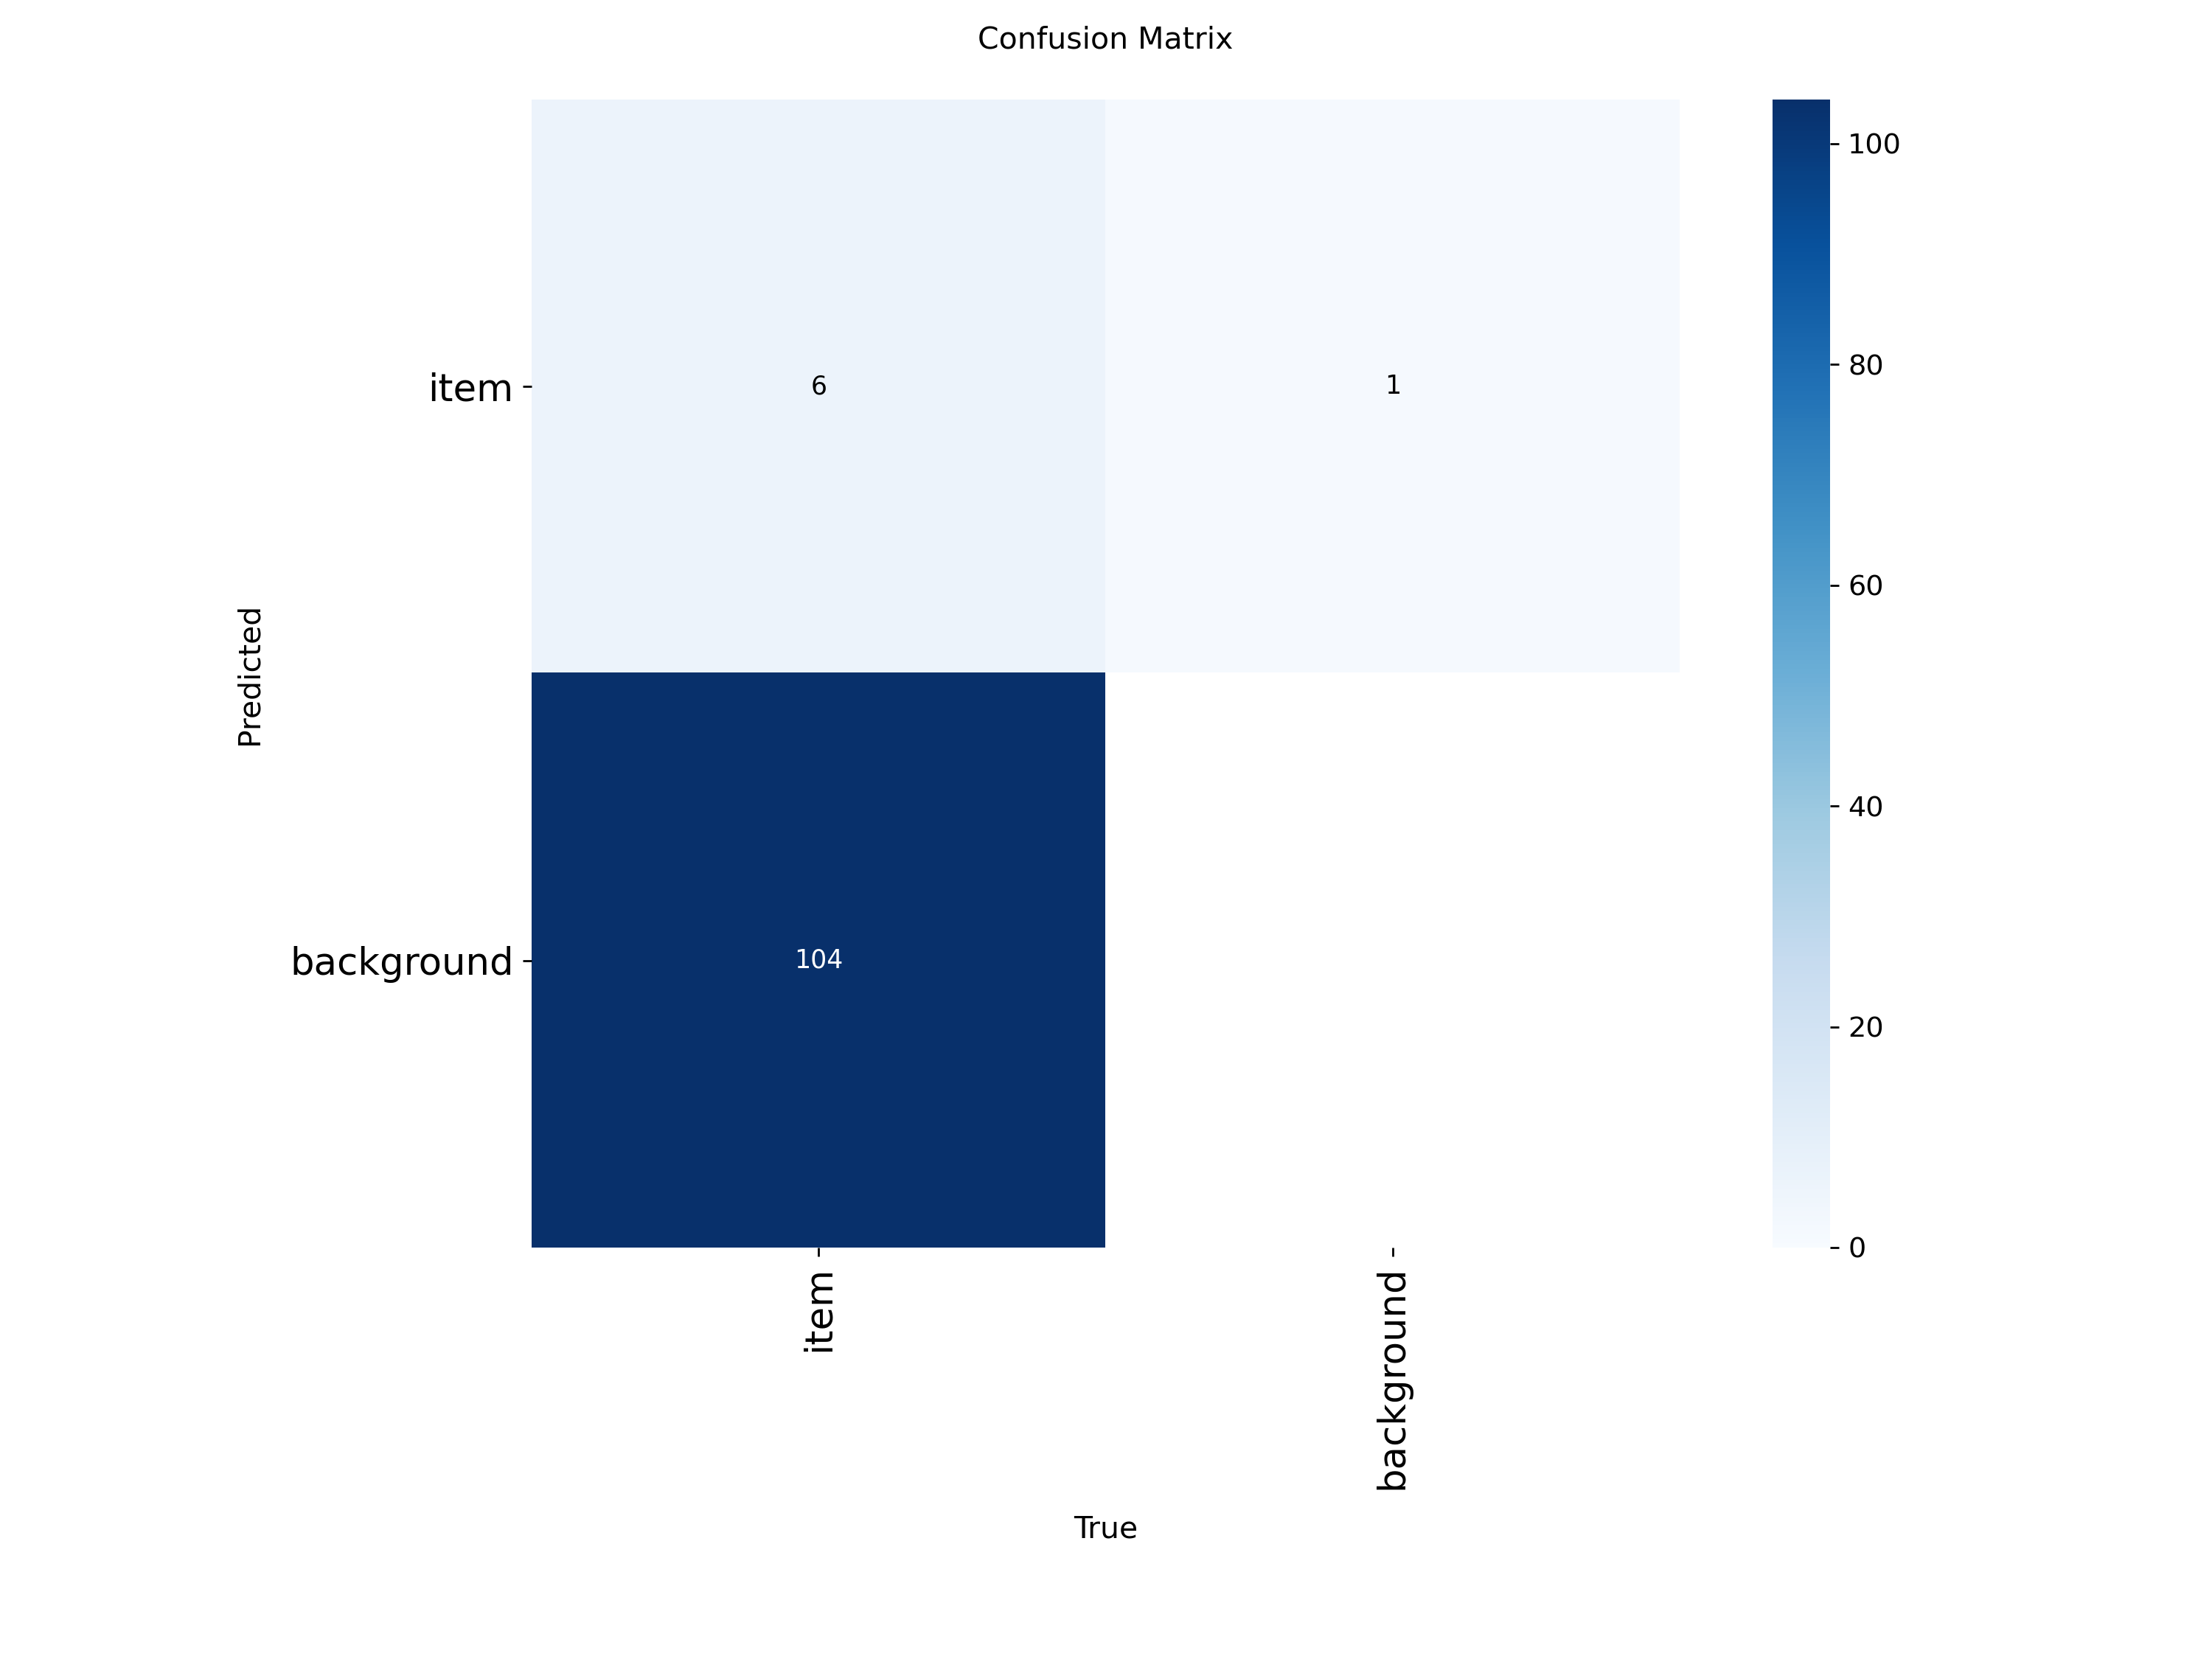 Confusion Matrix
100
80
60
40
20
0
Predicted
item
background
6
1
104
item
background
True